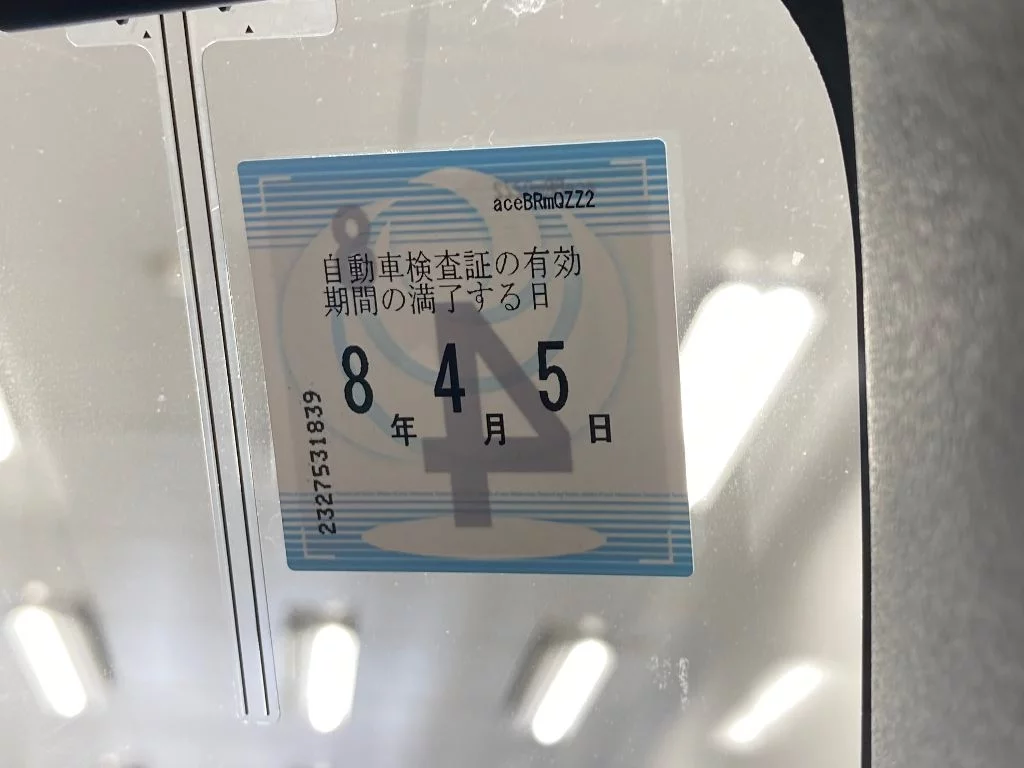 aceBRmQZZ2
自動車検査証の有効
期間の満了する日
8年4月5日
2327531839